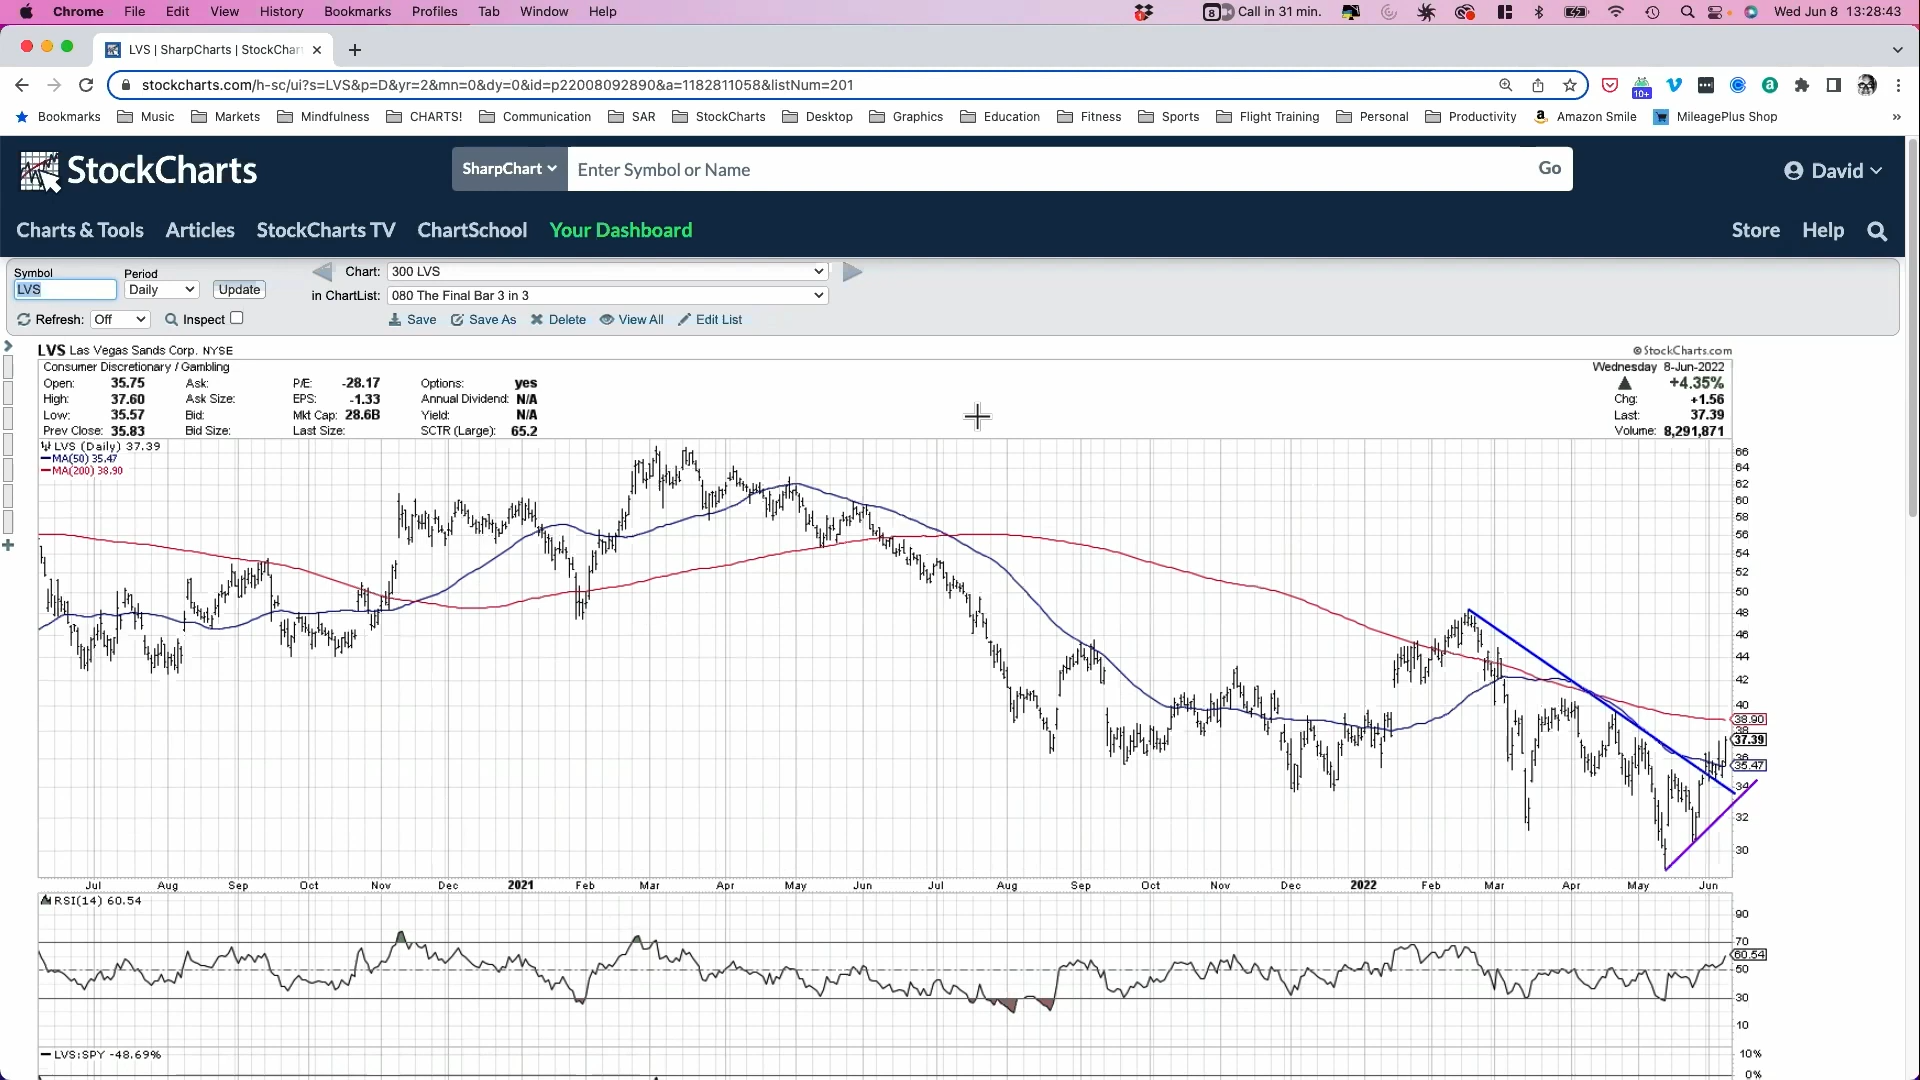 Chrome File Edit View History Bookmarks Profiles Tab Window Help 8 Call in 31 min. Wed Jun 8 13:28:43
LVS | SharpCharts | StockChar
stockcharts.com/h-sc/ui?s=LVS&p=D&yr=2&mn=0&dy=0&id=p22008092890&a=1182811058&listNum=201 10+
Bookmarks Music Markets Mindfulness CHARTS! Communication SAR StockCharts Desktop Graphics Education Fitness Sports Flight Training Personal Productivity Amazon Smile MileagePlus Shop »
StockCharts SharpChart Enter Symbol or Name Go David
Charts & Tools Articles StockCharts TV ChartSchool Your Dashboard Store Help
Symbol Period Chart: 300 LVS
LVS Daily Update in ChartList: 080 The Final Bar 3 in 3
Refresh: Off Inspect Save Save As Delete View All Edit List
LVS Las Vegas Sands Corp. NYSE ©StockCharts.com
Consumer Discretionary / Gambling Wednesday 8-Jun-2022
Open: 35.75 Ask: P/E: -28.17 Options: yes +4.35%
High: 37.60 Ask Size: EPS: -1.33 Annual Dividend: N/A Chg: +1.56
Low: 35.57 Bid: Mkt Cap: 28.6B Yield: N/A Last: 37.39
Prev Close: 35.83 Bid Size: Last Size: SCTR (Large): 65.2 Volume: 8,291,871
LVS (Daily) 37.39
MA(50) 35.47
MA(200) 38.90
66
64
62
60
58
56
54
52
50
48
46
44
42
40
38.90
38
37.39
36
35.47
34
32
30
Jul Aug Sep Oct Nov Dec 2021 Feb Mar Apr May Jun Jul Aug Sep Oct Nov Dec 2022 Feb Mar Apr May Jun
RSI(14) 60.54
90
70
60.54
50
30
10
LVS:SPY -48.69% 10%
0%